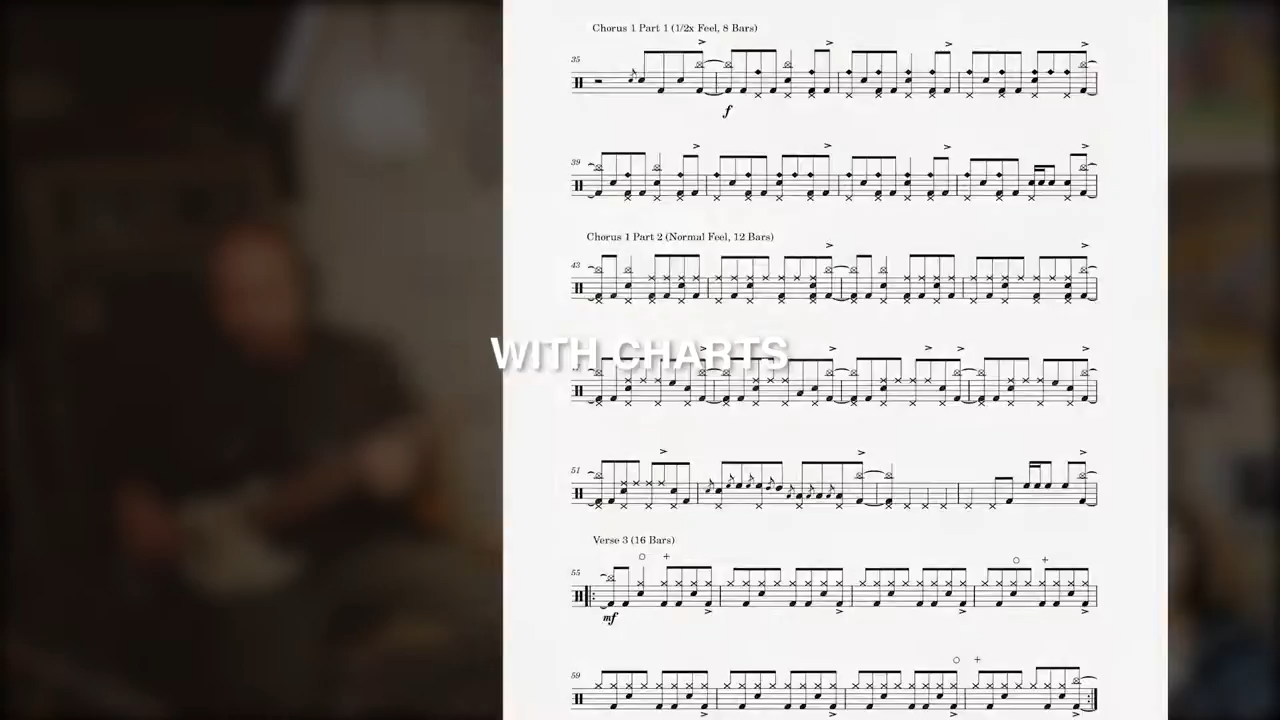 Chorus 1 Part 1 (1/2x Feel, 8 Bars)
35
f
39
Chorus 1 Part 2 (Normal Feel, 12 Bars)
43
WITH CHARTS
51
Verse 3 (16 Bars)
55
mf
59